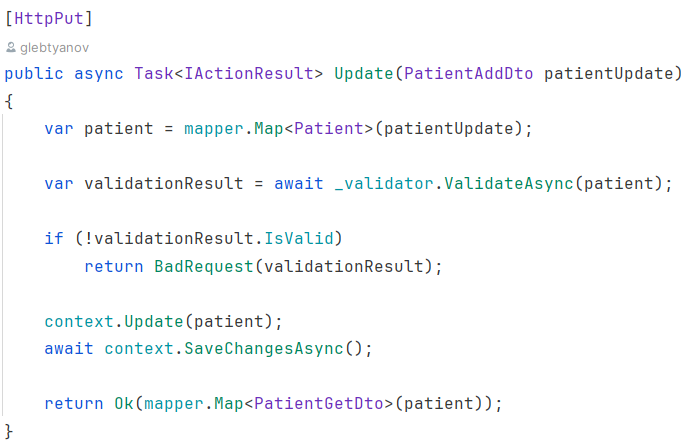 [HttpPut]
glebtyanov
public async Task<IActionResult> Update(PatientAddDto patientUpdate)
{
    var patient = mapper.Map<Patient>(patientUpdate);
    var validationResult = await _validator.ValidateAsync(patient);
    if (!validationResult.IsValid)
        return BadRequest(validationResult);
    context.Update(patient);
    await context.SaveChangesAsync();
    return Ok(mapper.Map<PatientGetDto>(patient));
}